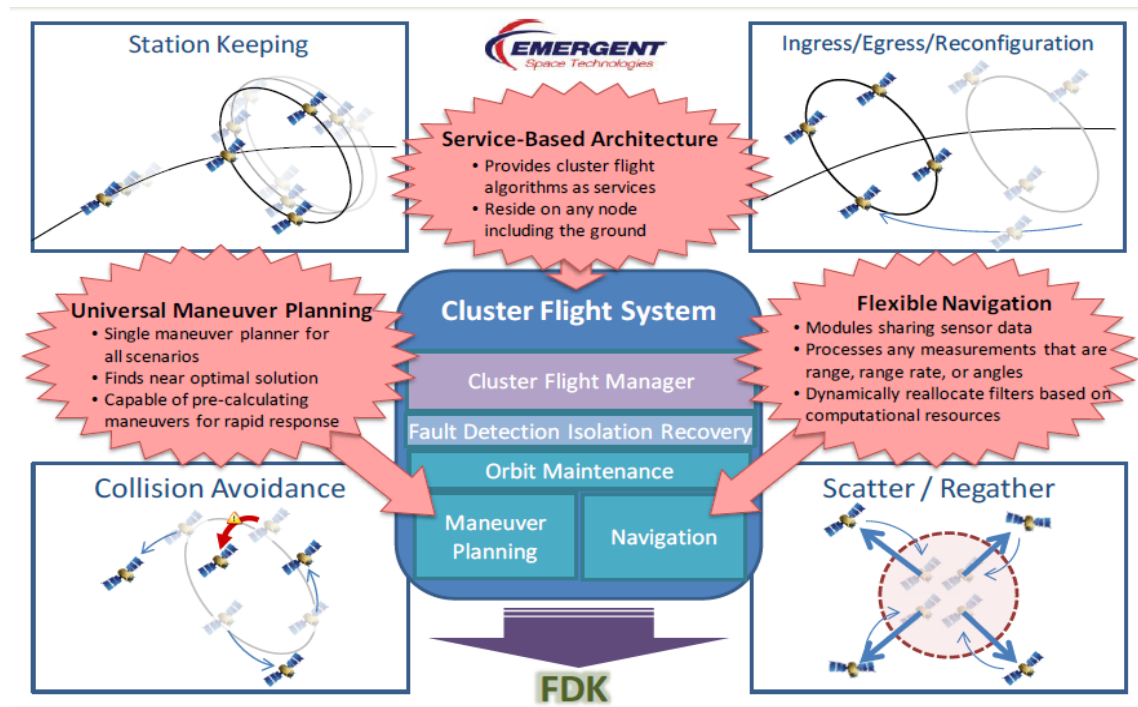 Station Keeping
EMERGENT
Space Technologies
Ingress/Egress/Reconfiguration
Service-Based Architecture
• Provides cluster flight
algorithms as services
• Reside on any node
including the ground
Universal Maneuver Planning
• Single maneuver planner for
all scenarios
• Finds near optimal solution
• Capable of pre-calculating
maneuvers for rapid response
Cluster Flight System
Cluster Flight Manager
Fault Detection Isolation Recovery
Orbit Maintenance
Maneuver
Planning
Navigation
Flexible Navigation
• Modules sharing sensor data
• Processes any measurements that are
range, range rate, or angles
• Dynamically reallocate filters based on
computational resources
Collision Avoidance
Scatter / Regather
FDK